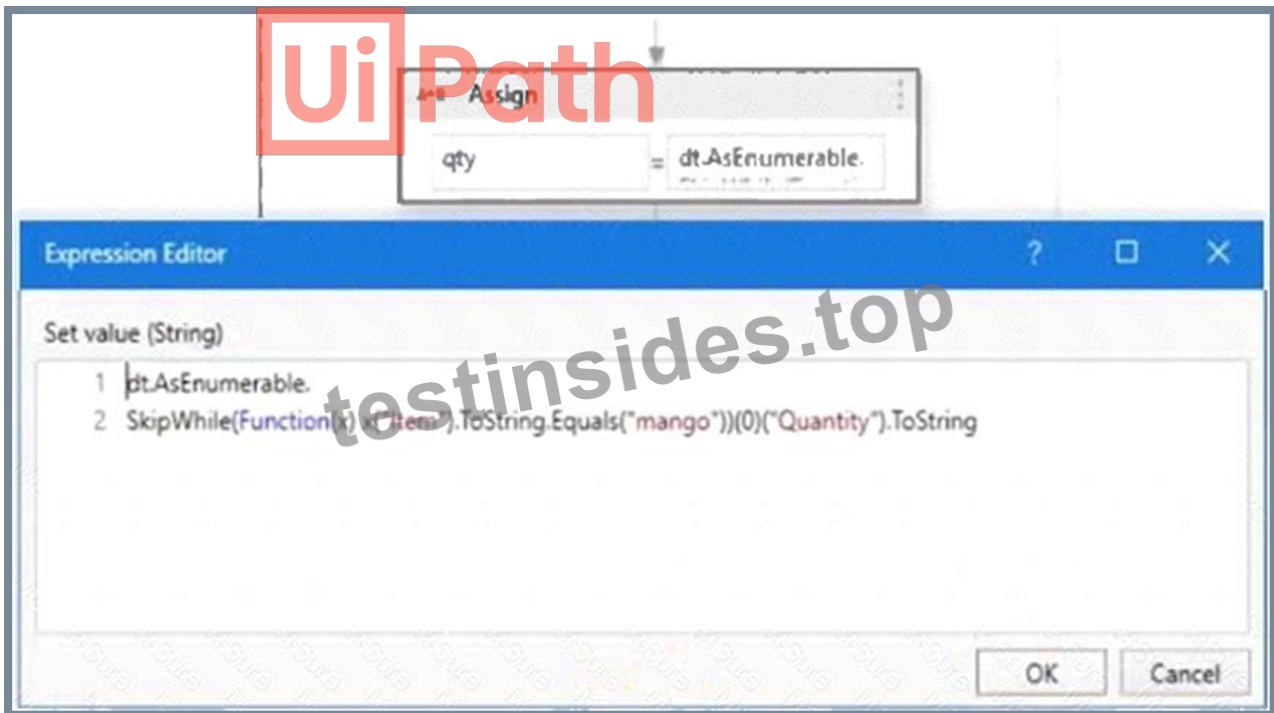 UiPath
Assign
qty = dt.AsEnumerable.
Expression Editor ? X
Set value (String)
1 dt.AsEnumerable.
2 SkipWhile(Function(x) x("Item").ToString.Equals("mango"))(0)("Quantity").ToString
testinsides.top
OK Cancel